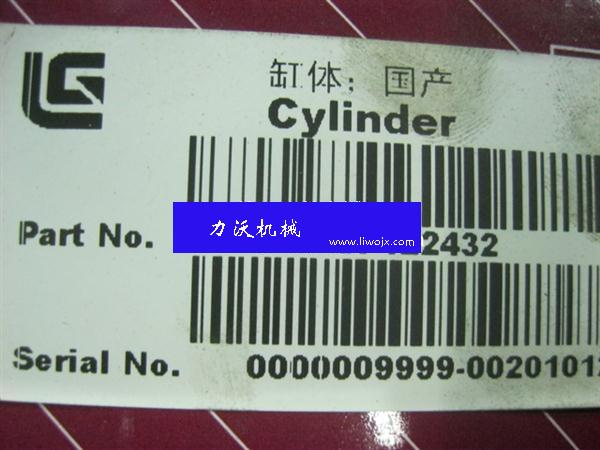 LG
缸体：国产
Cylinder
Part No.
2432
力沃机械
www.liwojx.com
Serial No. 0000009999-0020101